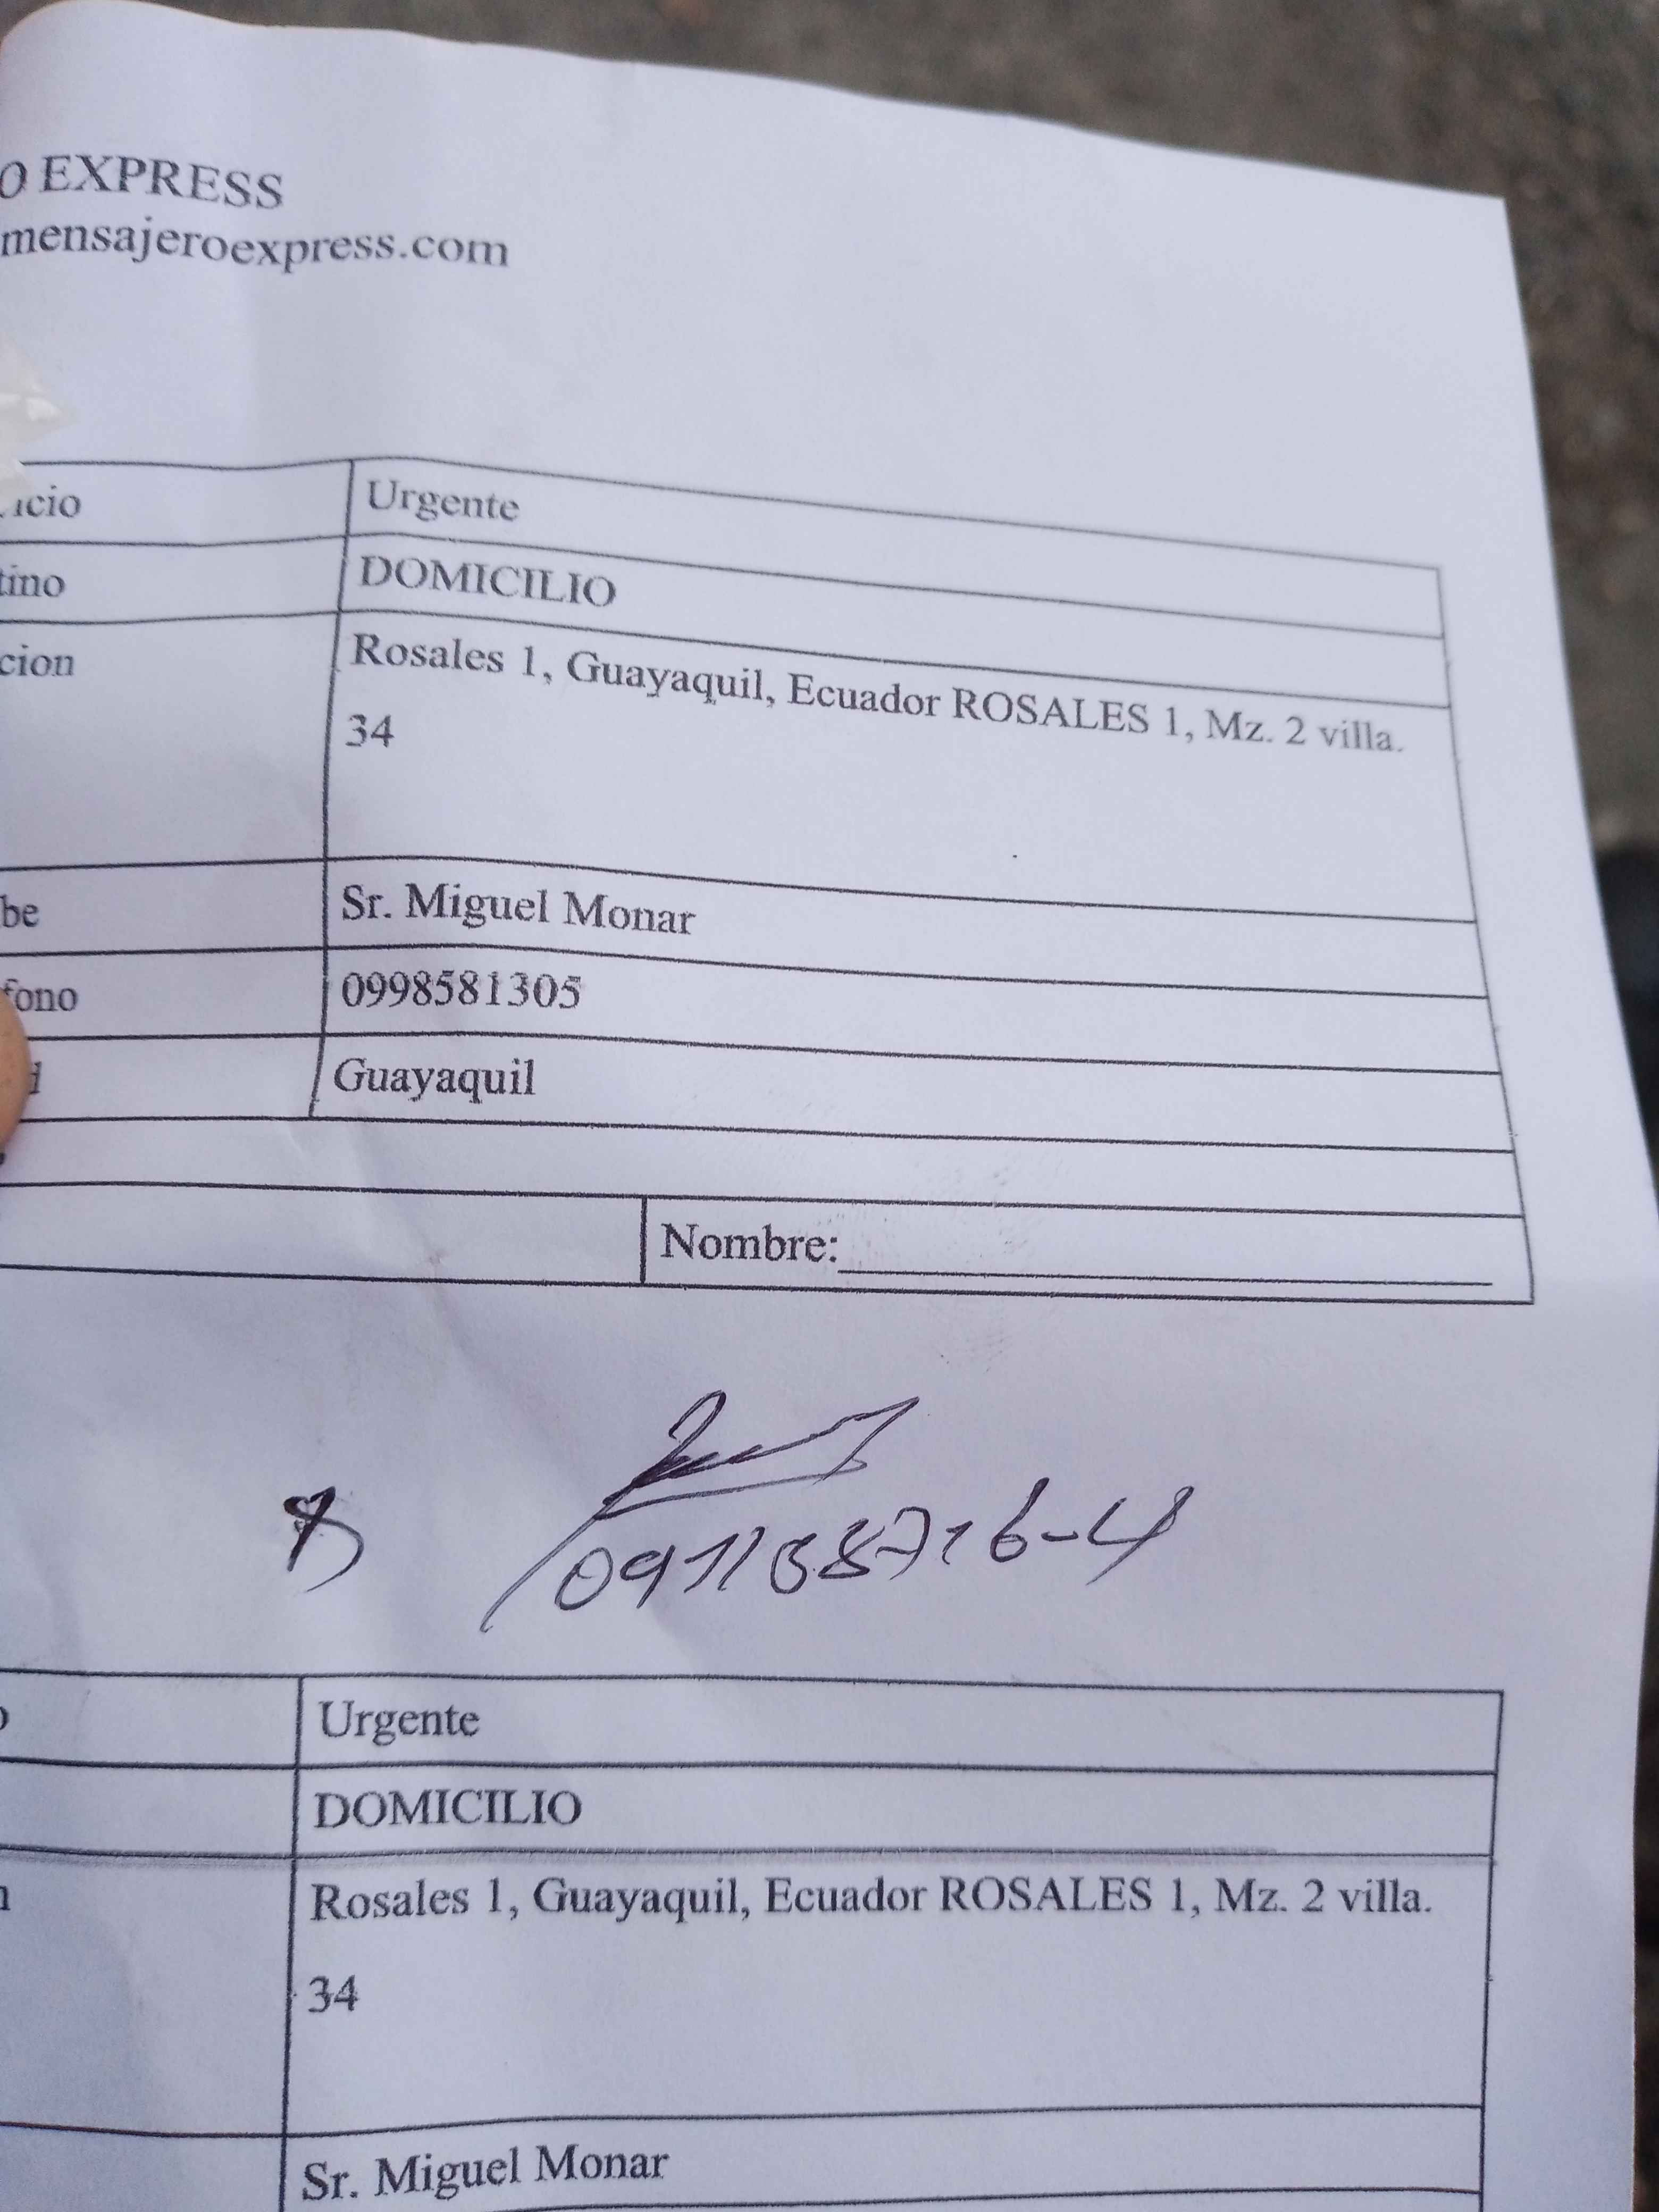 O EXPRESS
mensajeroexpress.com
icio Urgente
tino DOMICILIO
cion Rosales 1, Guayaquil, Ecuador ROSALES 1, Mz. 2 villa.
34
be Sr. Miguel Monar
fono 0998581305
d Guayaquil
Nombre:
Urgente
DOMICILIO
Rosales 1, Guayaquil, Ecuador ROSALES 1, Mz. 2 villa.
34
Sr. Miguel Monar